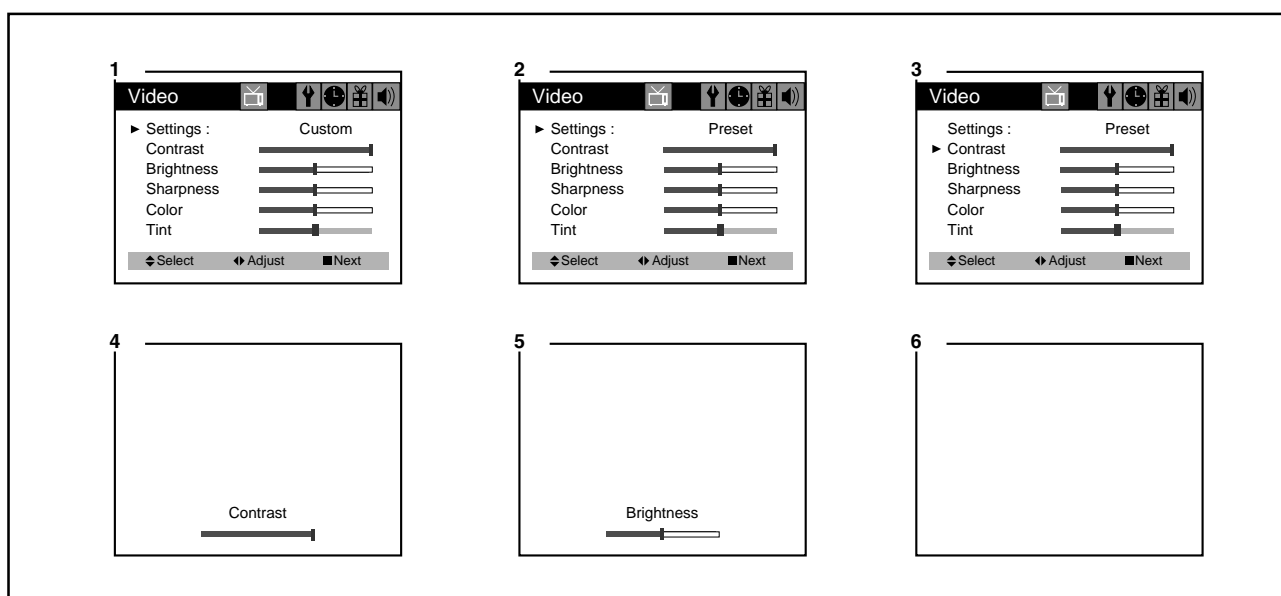 1
Video
► Settings : Custom
Contrast
Brightness
Sharpness
Color
Tint
Select Adjust Next
2
Video
► Settings : Preset
Contrast
Brightness
Sharpness
Color
Tint
Select Adjust Next
3
Video
Settings : Preset
► Contrast
Brightness
Sharpness
Color
Tint
Select Adjust Next
4
Contrast
5
Brightness
6